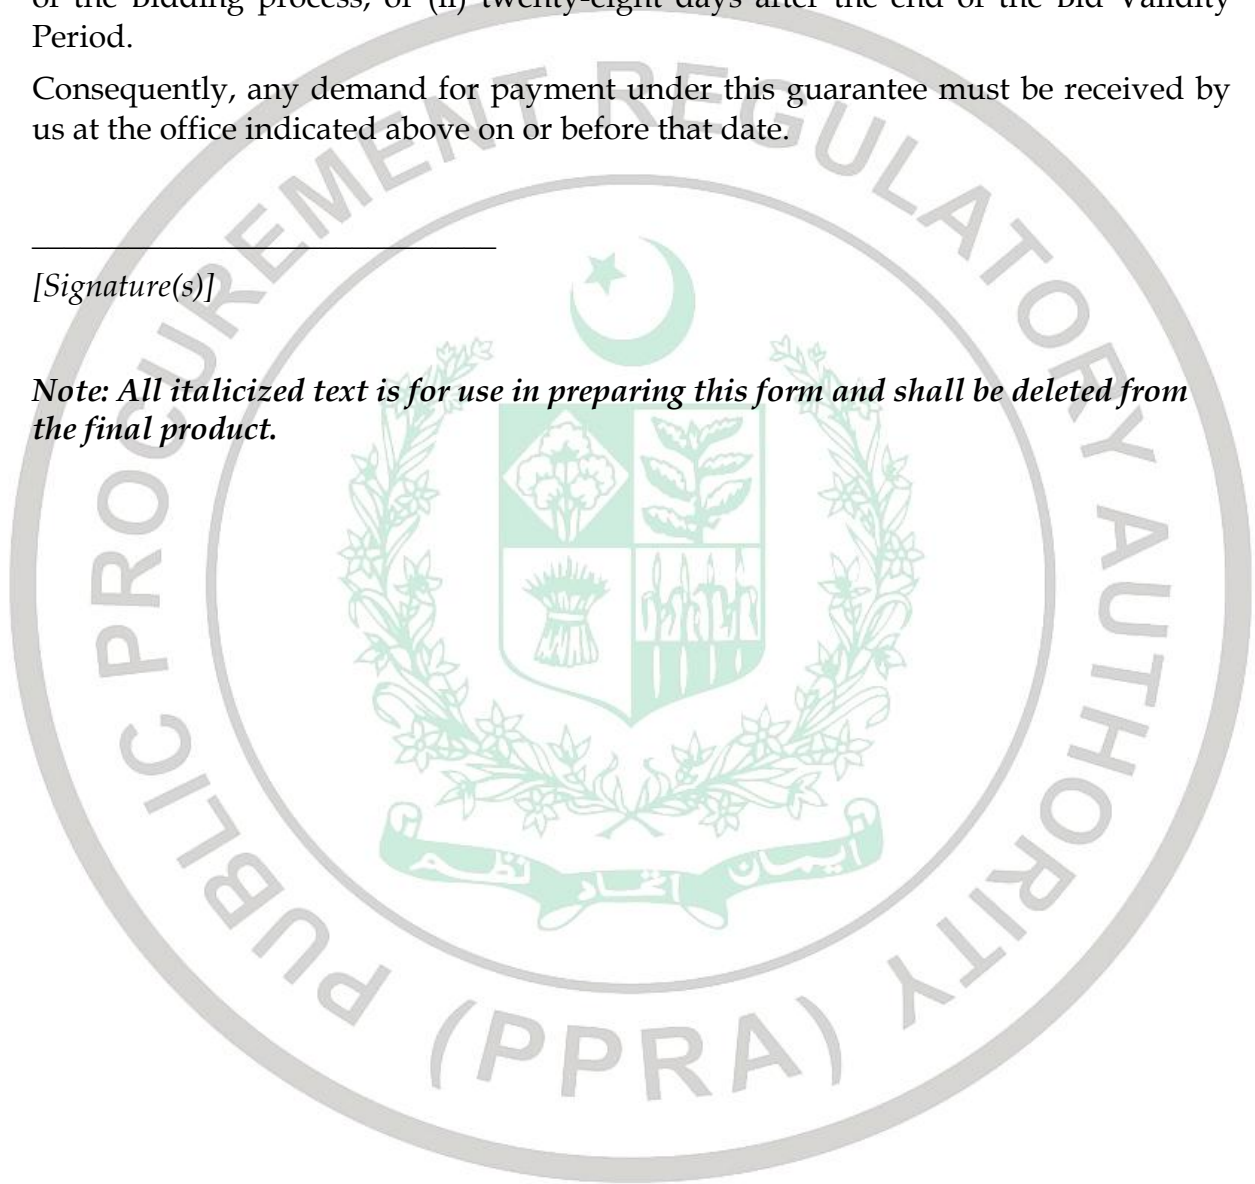 of the Bidding process; or (ii) twenty-eight days after the end of the Bid Validity
Period.
Consequently, any demand for payment under this guarantee must be received by
us at the office indicated above on or before that date.
[Signature(s)]
Note: All italicized text is for use in preparing this form and shall be deleted from
the final product.
PUBLIC PROCUREMENT REGULATORY AUTHORITY
(PPRA)
ایمان اتحاد نظم